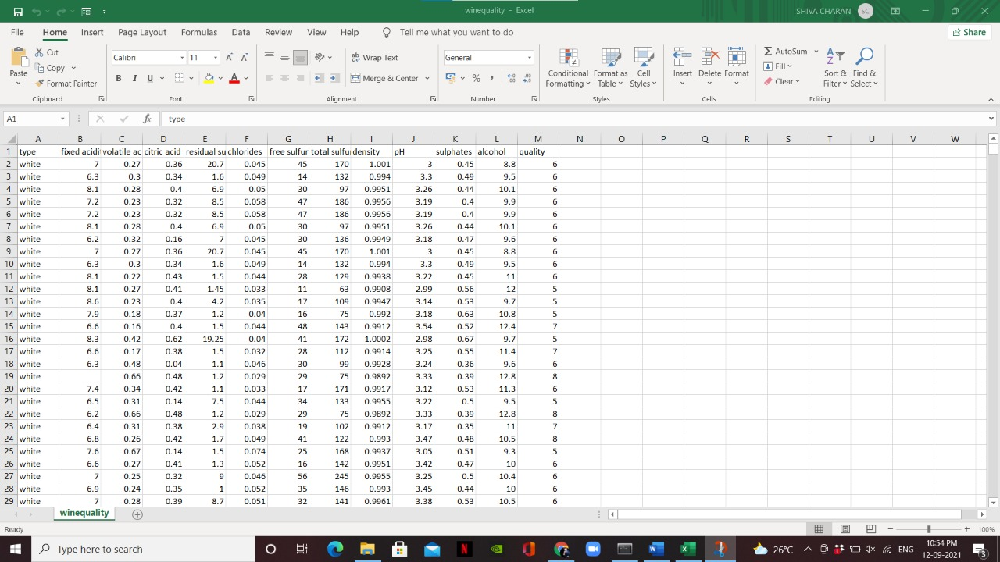 winequality - Excel
SHIVA CHARAN SC
File Home Insert Page Layout Formulas Data Review View Help Tell me what you want to do Share
Paste
Cut
Copy
Format Painter
Clipboard
Calibri 11
B I U
Font
Wrap Text
Merge & Center
Alignment
General
Number
Conditional Formatting
Format as Table
Cell Styles
Styles
Insert Delete Format
Cells
AutoSum
Fill
Clear
Sort & Filter
Find & Select
Editing
A1 fx type
A B C D E F G H I J K L M N O P Q R S T U V W
1 type fixed acidi volatile ac citric acid residual su chlorides free sulfur total sulfu density pH sulphates alcohol quality
2 white 7 0.27 0.36 20.7 0.045 45 170 1.001 3 0.45 8.8 6
3 white 6.3 0.3 0.34 1.6 0.049 14 132 0.994 3.3 0.49 9.5 6
4 white 8.1 0.28 0.4 6.9 0.05 30 97 0.9951 3.26 0.44 10.1 6
5 white 7.2 0.23 0.32 8.5 0.058 47 186 0.9956 3.19 0.4 9.9 6
6 white 7.2 0.23 0.32 8.5 0.058 47 186 0.9956 3.19 0.4 9.9 6
7 white 8.1 0.28 0.4 6.9 0.05 30 97 0.9951 3.26 0.44 10.1 6
8 white 6.2 0.32 0.16 7 0.045 30 136 0.9949 3.18 0.47 9.6 6
9 white 7 0.27 0.36 20.7 0.045 45 170 1.001 3 0.45 8.8 6
10 white 6.3 0.3 0.34 1.6 0.049 14 132 0.994 3.3 0.49 9.5 6
11 white 8.1 0.22 0.43 1.5 0.044 28 129 0.9938 3.22 0.45 11 6
12 white 8.1 0.27 0.41 1.45 0.033 11 63 0.9908 2.99 0.56 12 5
13 white 8.6 0.23 0.4 4.2 0.035 17 109 0.9947 3.14 0.53 9.7 5
14 white 7.9 0.18 0.37 1.2 0.04 16 75 0.992 3.18 0.63 10.8 5
15 white 6.6 0.16 0.4 1.5 0.044 48 143 0.9912 3.54 0.52 12.4 7
16 white 8.3 0.42 0.62 19.25 0.04 41 172 1.0002 2.98 0.67 9.7 5
17 white 6.6 0.17 0.38 1.5 0.032 28 112 0.9914 3.25 0.55 11.4 7
18 white 6.3 0.48 0.04 1.1 0.046 30 99 0.9928 3.24 0.36 9.6 6
19 white 0.66 0.48 1.2 0.029 29 75 0.9892 3.33 0.39 12.8 8
20 white 7.4 0.34 0.42 1.1 0.033 17 171 0.9917 3.12 0.53 11.3 6
21 white 6.5 0.31 0.14 7.5 0.044 34 133 0.9955 3.22 0.5 9.5 5
22 white 6.2 0.66 0.48 1.2 0.029 29 75 0.9892 3.33 0.39 12.8 8
23 white 6.4 0.31 0.38 2.9 0.038 19 102 0.9912 3.17 0.35 11 7
24 white 6.8 0.26 0.42 1.7 0.049 41 122 0.993 3.47 0.48 10.5 8
25 white 7.6 0.67 0.14 1.5 0.074 25 168 0.9937 3.05 0.51 9.3 5
26 white 6.6 0.27 0.41 1.3 0.052 16 142 0.9951 3.42 0.47 10 6
27 white 7 0.25 0.32 9 0.046 56 245 0.9955 3.25 0.5 10.4 6
28 white 6.9 0.24 0.35 1 0.052 35 146 0.993 3.45 0.44 10 6
29 white 7 0.28 0.39 8.7 0.051 32 141 0.9961 3.38 0.53 10.5 6
winequality
Ready 100%
Type here to search
26°C
ENG
10:54 PM
12-09-2021
3